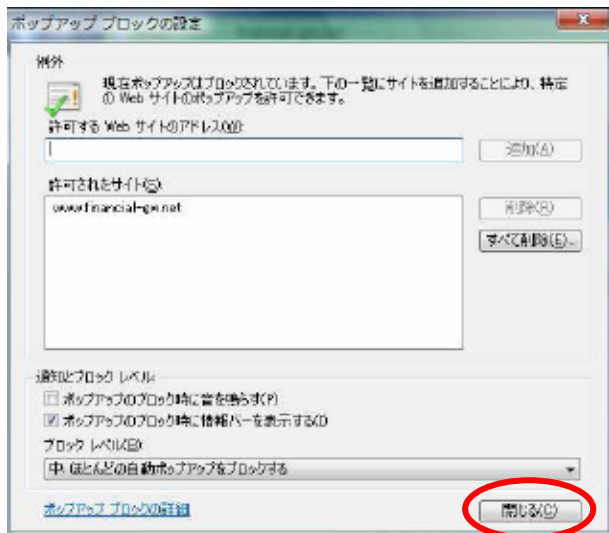 ポップアップ ブロックの設定
例外
現在ポップアップはブロックされています。下の一覧にサイトを追加することにより、特定
の Web サイトのポップアップを許可できます。
許可する Web サイトのアドレス(W):
追加(A)
許可されたサイト(S):
www.financial-gw.net
削除(R)
すべて削除(E)...
通知とブロック レベル:
ポップアップのブロック時に音を鳴らす(P)
ポップアップのブロック時に情報バーを表示する(I)
ブロック レベル(B):
中: ほとんどの自動ポップアップをブロックする
ポップアップ ブロックの詳細
閉じる(C)